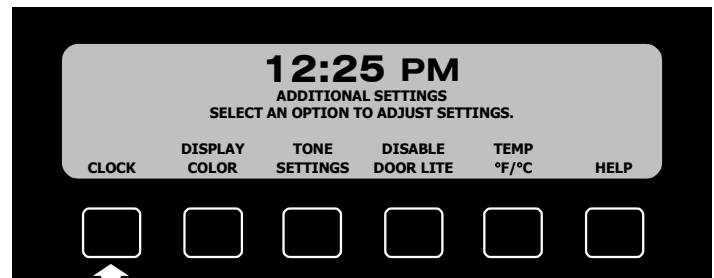 12:25 PM
ADDITIONAL SETTINGS
SELECT AN OPTION TO ADJUST SETTINGS.
CLOCK
DISPLAY
COLOR
TONE
SETTINGS
DISABLE
DOOR LITE
TEMP
°F/°C
HELP